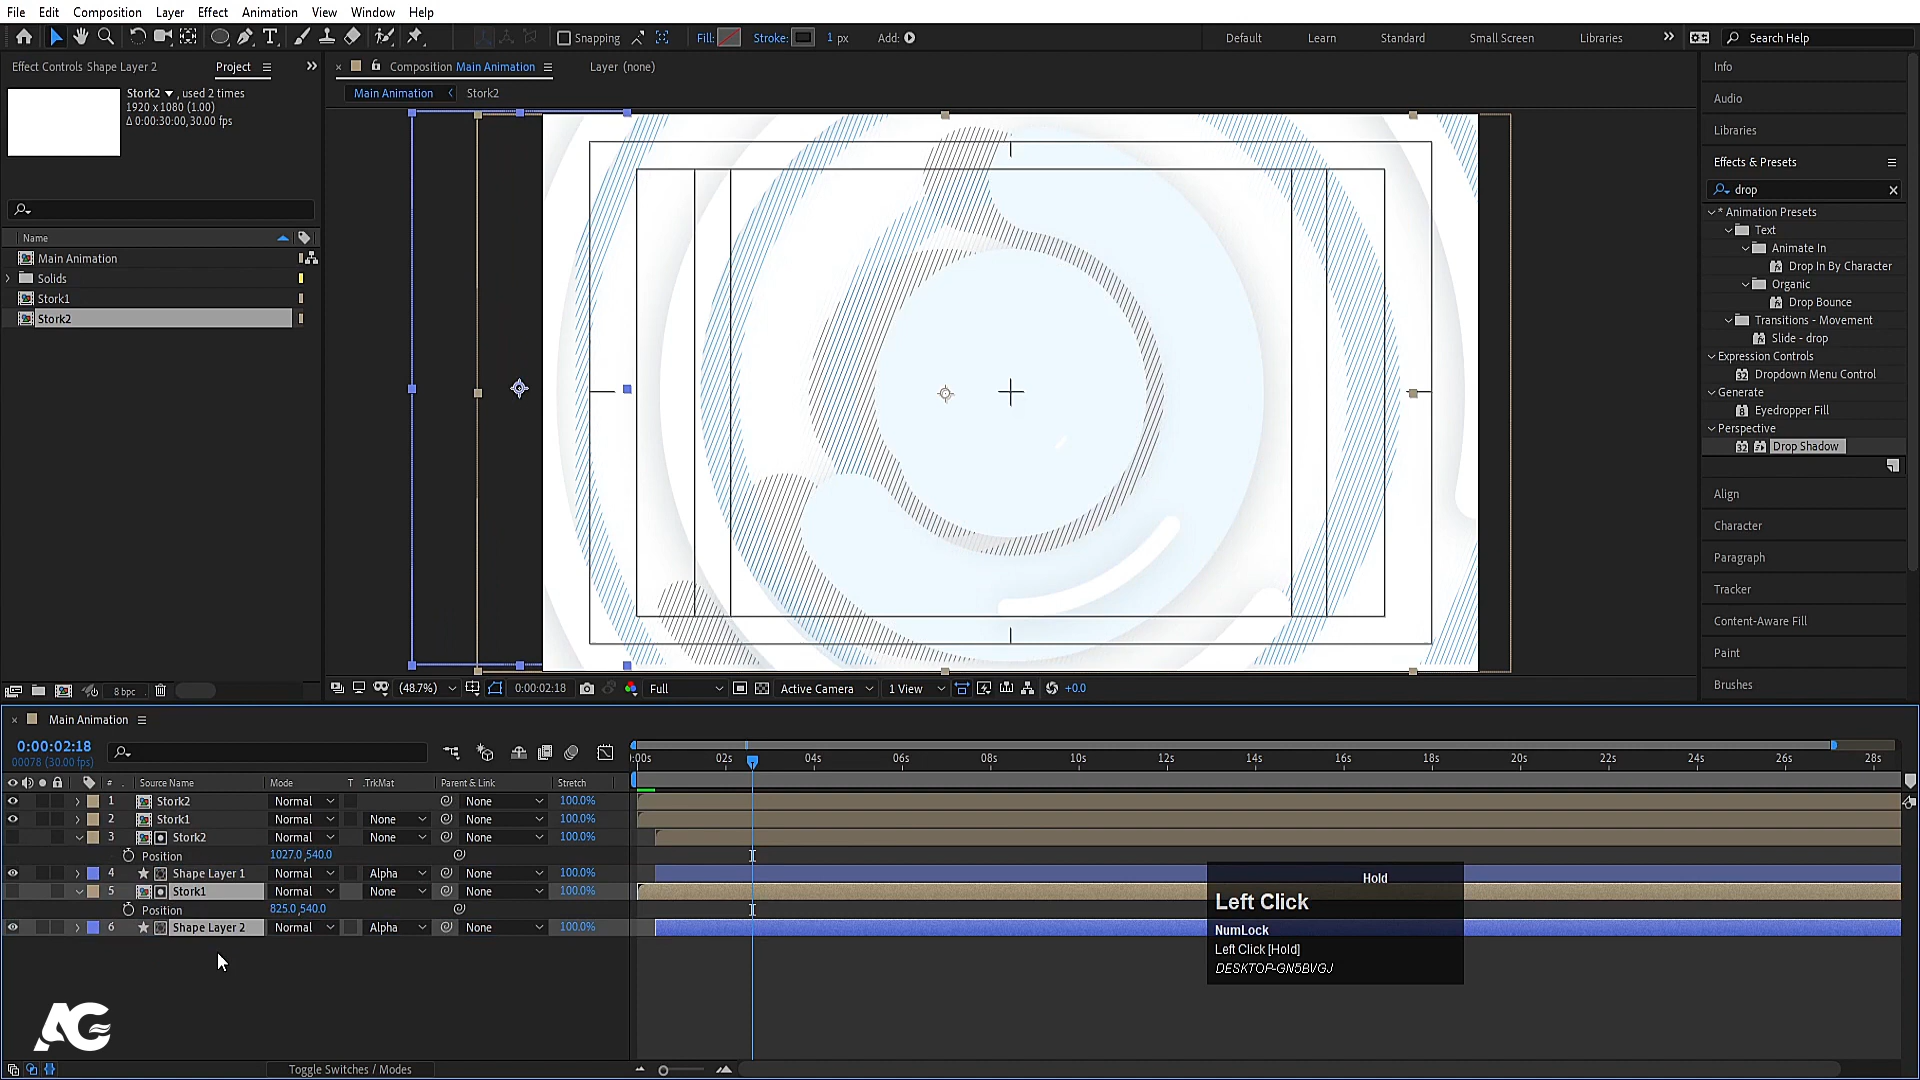 File Edit Composition Layer Effect Animation View Window Help
Snapping Fill: Stroke: 1 px Add: Default Learn Standard Small Screen Libraries Search Help
Effect Controls Shape Layer 2 Project
Composition Main Animation Layer (none)
Main Animation Stork2
Stork2 , used 2 times
1920 x 1080 (1.00)
Δ 0:00:30:00, 30.00 fps
Name
Main Animation
Solids
Stork1
Stork2
8 bpc
(48.7%) 0:00:02:18 Full Active Camera 1 View +0.0
Info
Audio
Libraries
Effects & Presets
drop
* Animation Presets
Text
Animate In
Drop In By Character
Organic
Drop Bounce
Transitions - Movement
Slide - drop
Expression Controls
Dropdown Menu Control
Generate
Eyedropper Fill
Perspective
Drop Shadow
Align
Character
Paragraph
Tracker
Content-Aware Fill
Paint
Brushes
Main Animation
0:00:02:18
00078 (30.00 fps)
:00s 02s 04s 06s 08s 10s 12s 14s 16s 18s 20s 22s 24s 26s 28s
# Source Name Mode T .TrkMat Parent & Link Stretch
1 Stork2 Normal None 100.0%
2 Stork1 Normal None None 100.0%
3 Stork2 Normal None None 100.0%
Position 1027.0,540.0
4 Shape Layer 1 Normal Alpha None 100.0%
5 Stork1 Normal None None 100.0%
Position 825.0,540.0
6 Shape Layer 2 Normal Alpha None 100.0%
Hold
Left Click
NumLock
Left Click [Hold]
DESKTOP-GN5BVGJ
AG
Toggle Switches / Modes